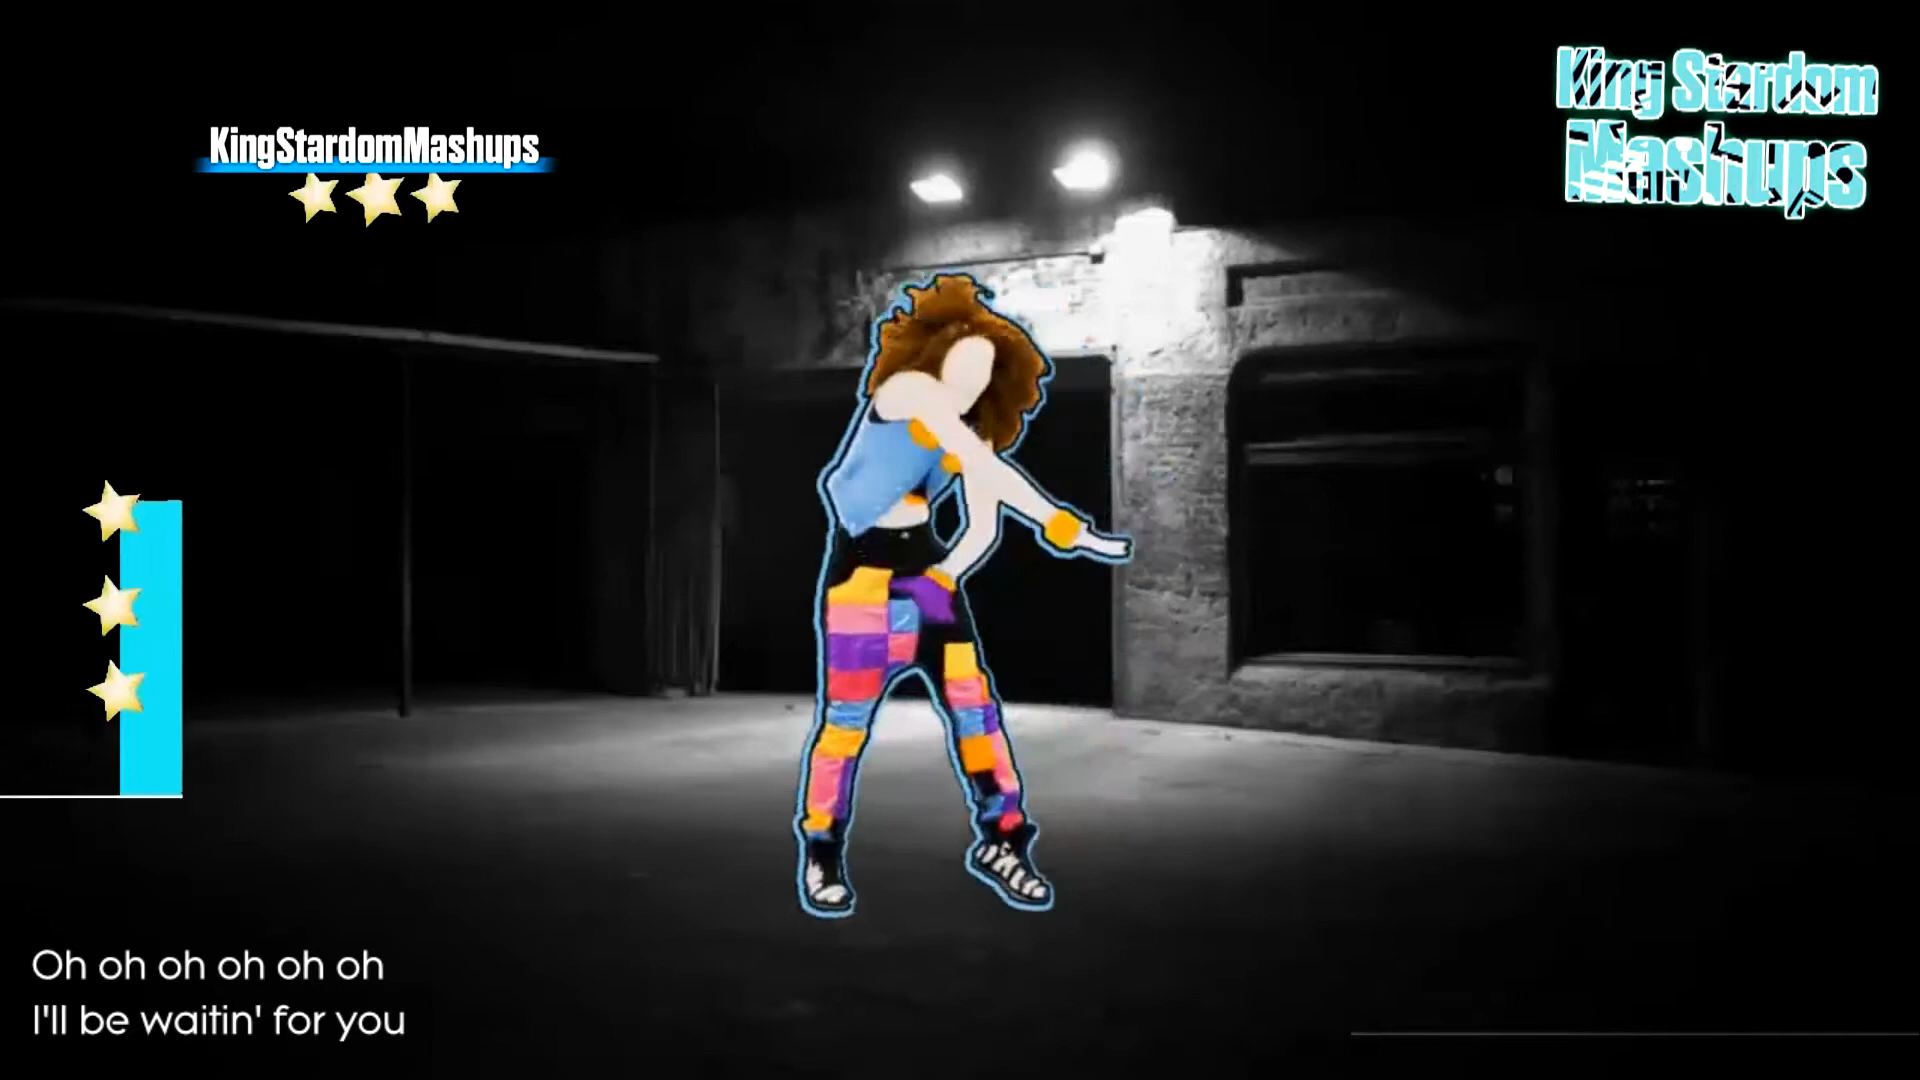 KingStardomMashups
King Stardom
Mashups
Oh oh oh oh oh oh
I'll be waitin' for you